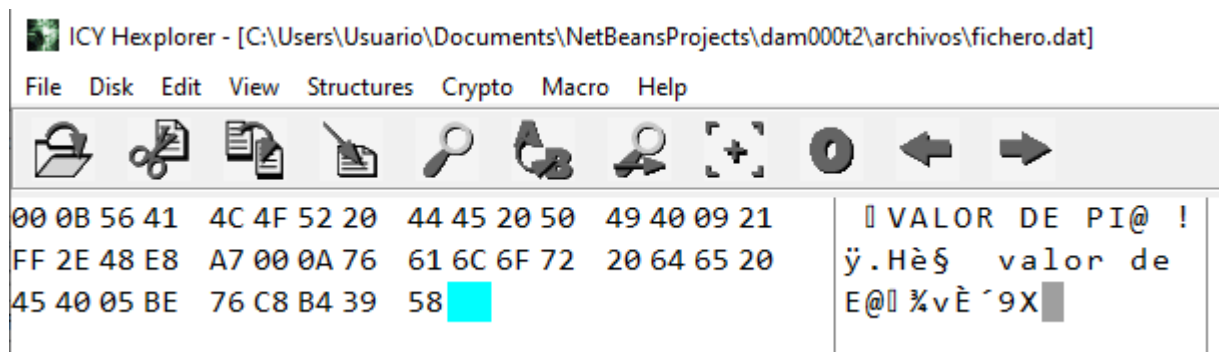 ICY Hexplorer - [C:\Users\Usuario\Documents\NetBeansProjects\dam000t2\archivos\fichero.dat]
File Disk Edit View Structures Crypto Macro Help
00 0B 56 41 4C 4F 52 20 44 45 20 50 49 40 09 21 ▯VALOR DE PI@ !
FF 2E 48 E8 A7 00 0A 76 61 6C 6F 72 20 64 65 20 ÿ.Hè§ valor de
45 40 05 BE 76 C8 B4 39 58 E@▯¾vÈ´9X